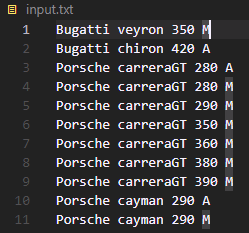 input.txt
1 Bugatti veyron 350 M
2 Bugatti chiron 420 A
3 Porsche carreraGT 280 A
4 Porsche carreraGT 280 M
5 Porsche carreraGT 290 M
6 Porsche carreraGT 350 M
7 Porsche carreraGT 360 M
8 Porsche carreraGT 380 M
9 Porsche carreraGT 390 M
10 Porsche cayman 290 A
11 Porsche cayman 290 M